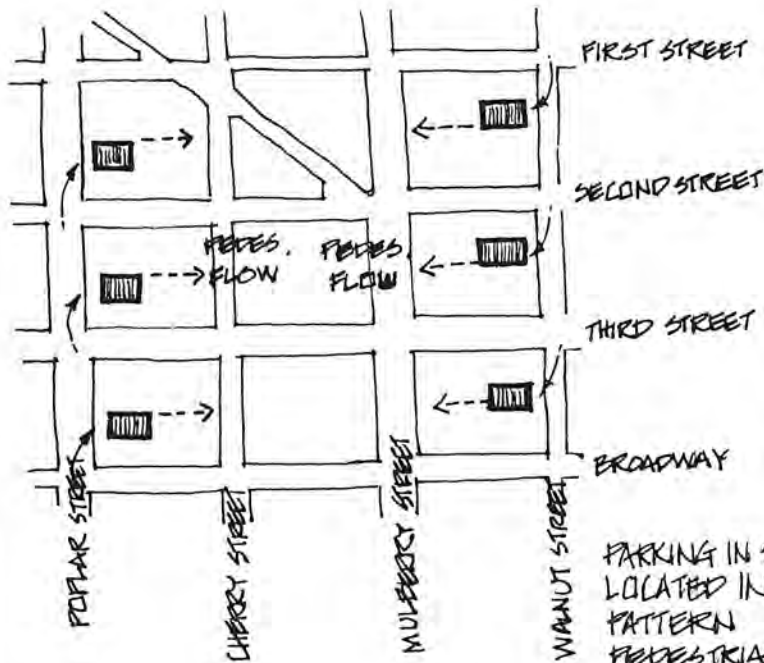 FIRST STREET
SECOND STREET
PEDES.
FLOW
PEDES.
FLOW
THIRD STREET
BROADWAY
POPLAR STREET
CHERRY STREET
MULBERRY STREET
WALNUT STREET
PARKING IN
LOCATED IN
PATTERN